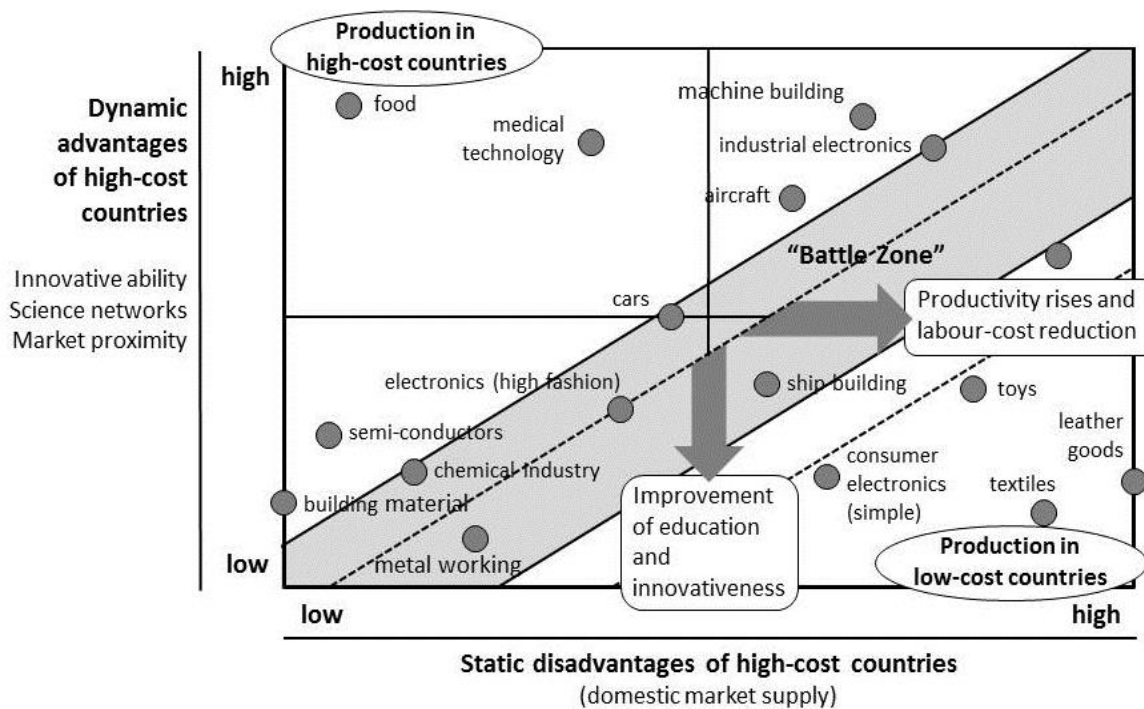 Production in
high-cost countries
high
Dynamic
advantages
of high-cost
countries
Innovative ability
Science networks
Market proximity
low
food
medical
technology
machine building
industrial electronics
aircraft
"Battle Zone"
cars
Productivity rises and
labour-cost reduction
electronics (high fashion)
ship building
toys
semi-conductors
leather
goods
chemical industry
consumer
electronics
(simple)
textiles
building material
Improvement
of education
and
innovativeness
metal working
Production in
low-cost countries
low
high
Static disadvantages of high-cost countries
(domestic market supply)